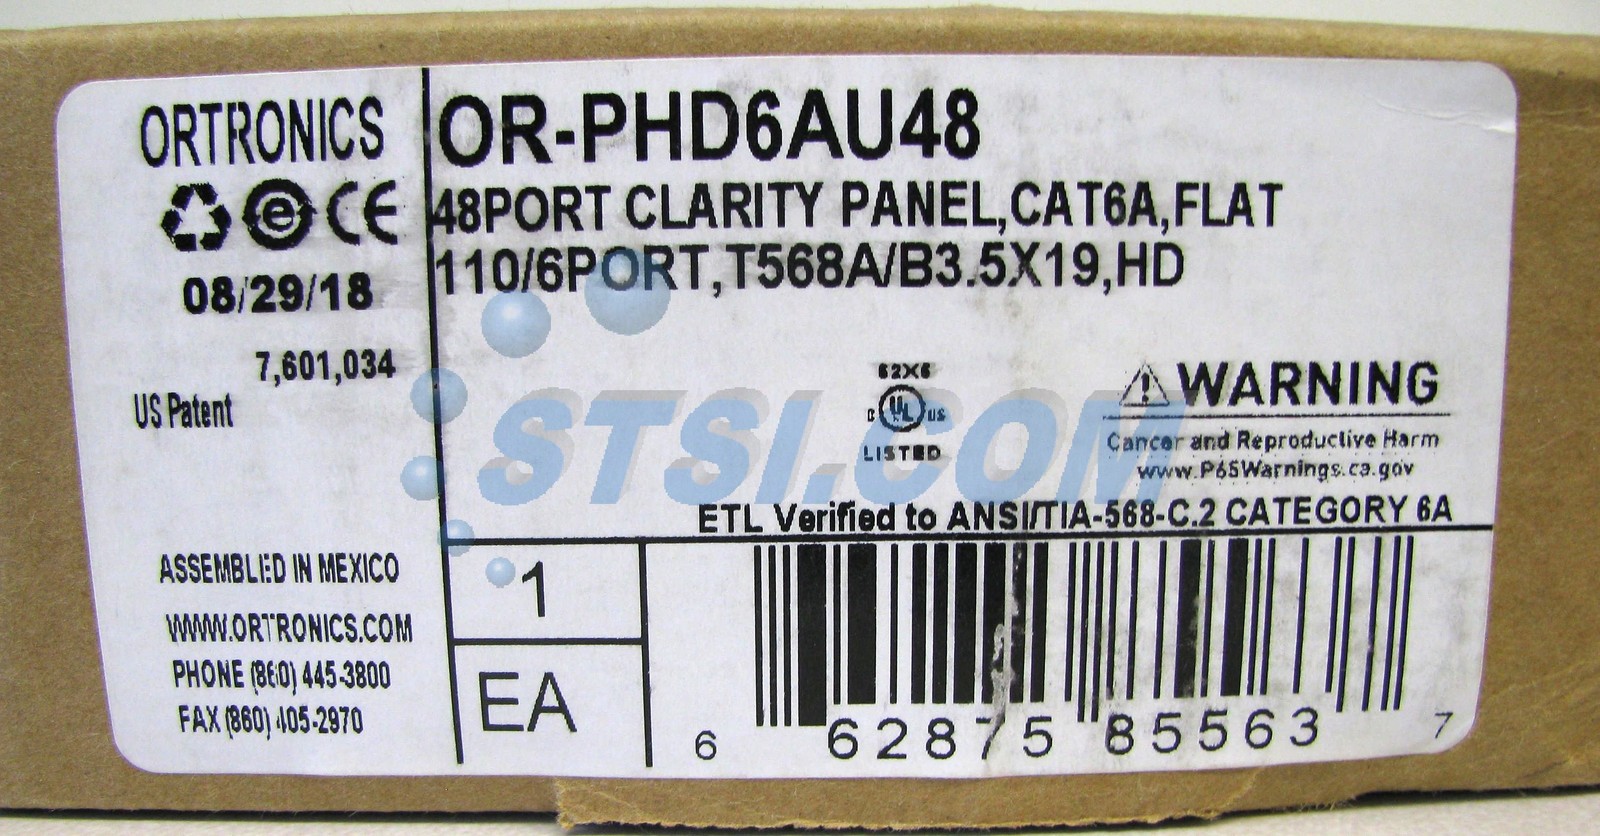 ORTRONICS
CE
08/29/18
7,601,034
US Patent
ASSEMBLED IN MEXICO
WWW.ORTRONICS.COM
PHONE (860) 445-3800
FAX (860) 405-2970
OR-PHD6AU48
48PORT CLARITY PANEL,CAT6A,FLAT
110/6PORT,T568A/B3.5X19,HD
62X6
C UL US
LISTED
WARNING
Cancer and Reproductive Harm
www.P65Warnings.ca.gov
STSI.COM
ETL Verified to ANSI/TIA-568-C.2 CATEGORY 6A
1
EA
6 62875 85563 7